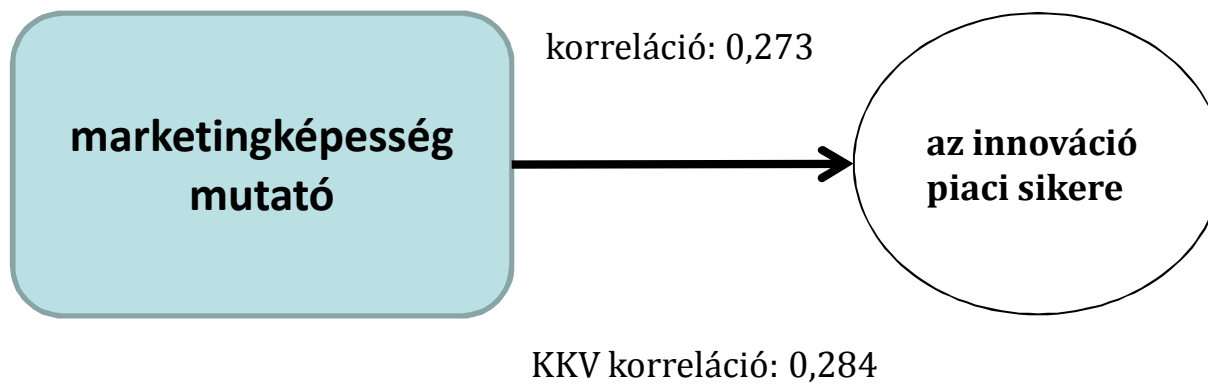 korreláció: 0,273
marketingképesség
mutató
az innováció
piaci sikere
KKV korreláció: 0,284